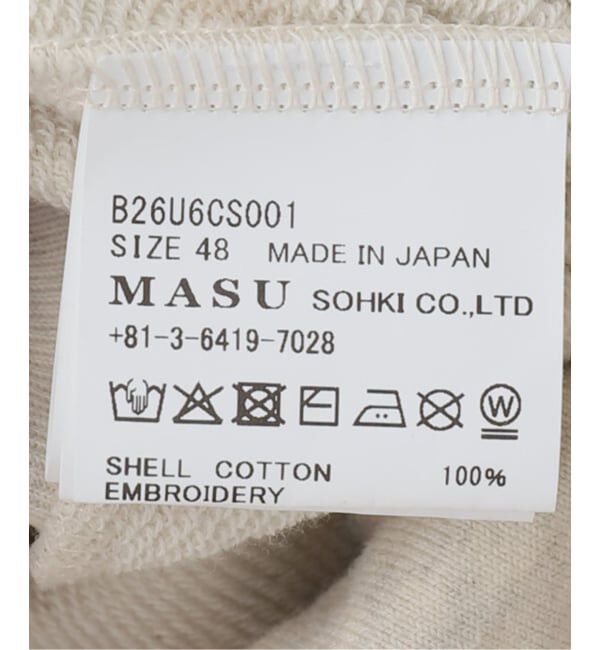 B26U6CS001
SIZE 48 MADE IN JAPAN
MASU SOHKI CO.,LTD
+81-3-6419-7028
W
SHELL COTTON 100%
EMBROIDERY